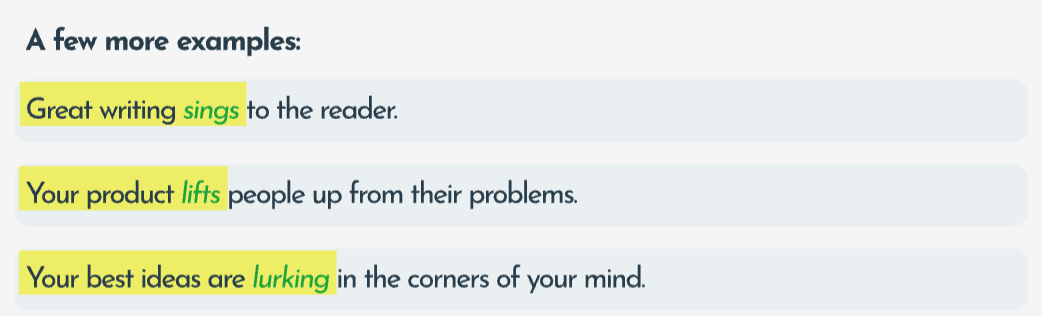 A few more examples:
Great writing sings to the reader.
Your product lifts people up from their problems.
Your best ideas are lurking in the corners of your mind.